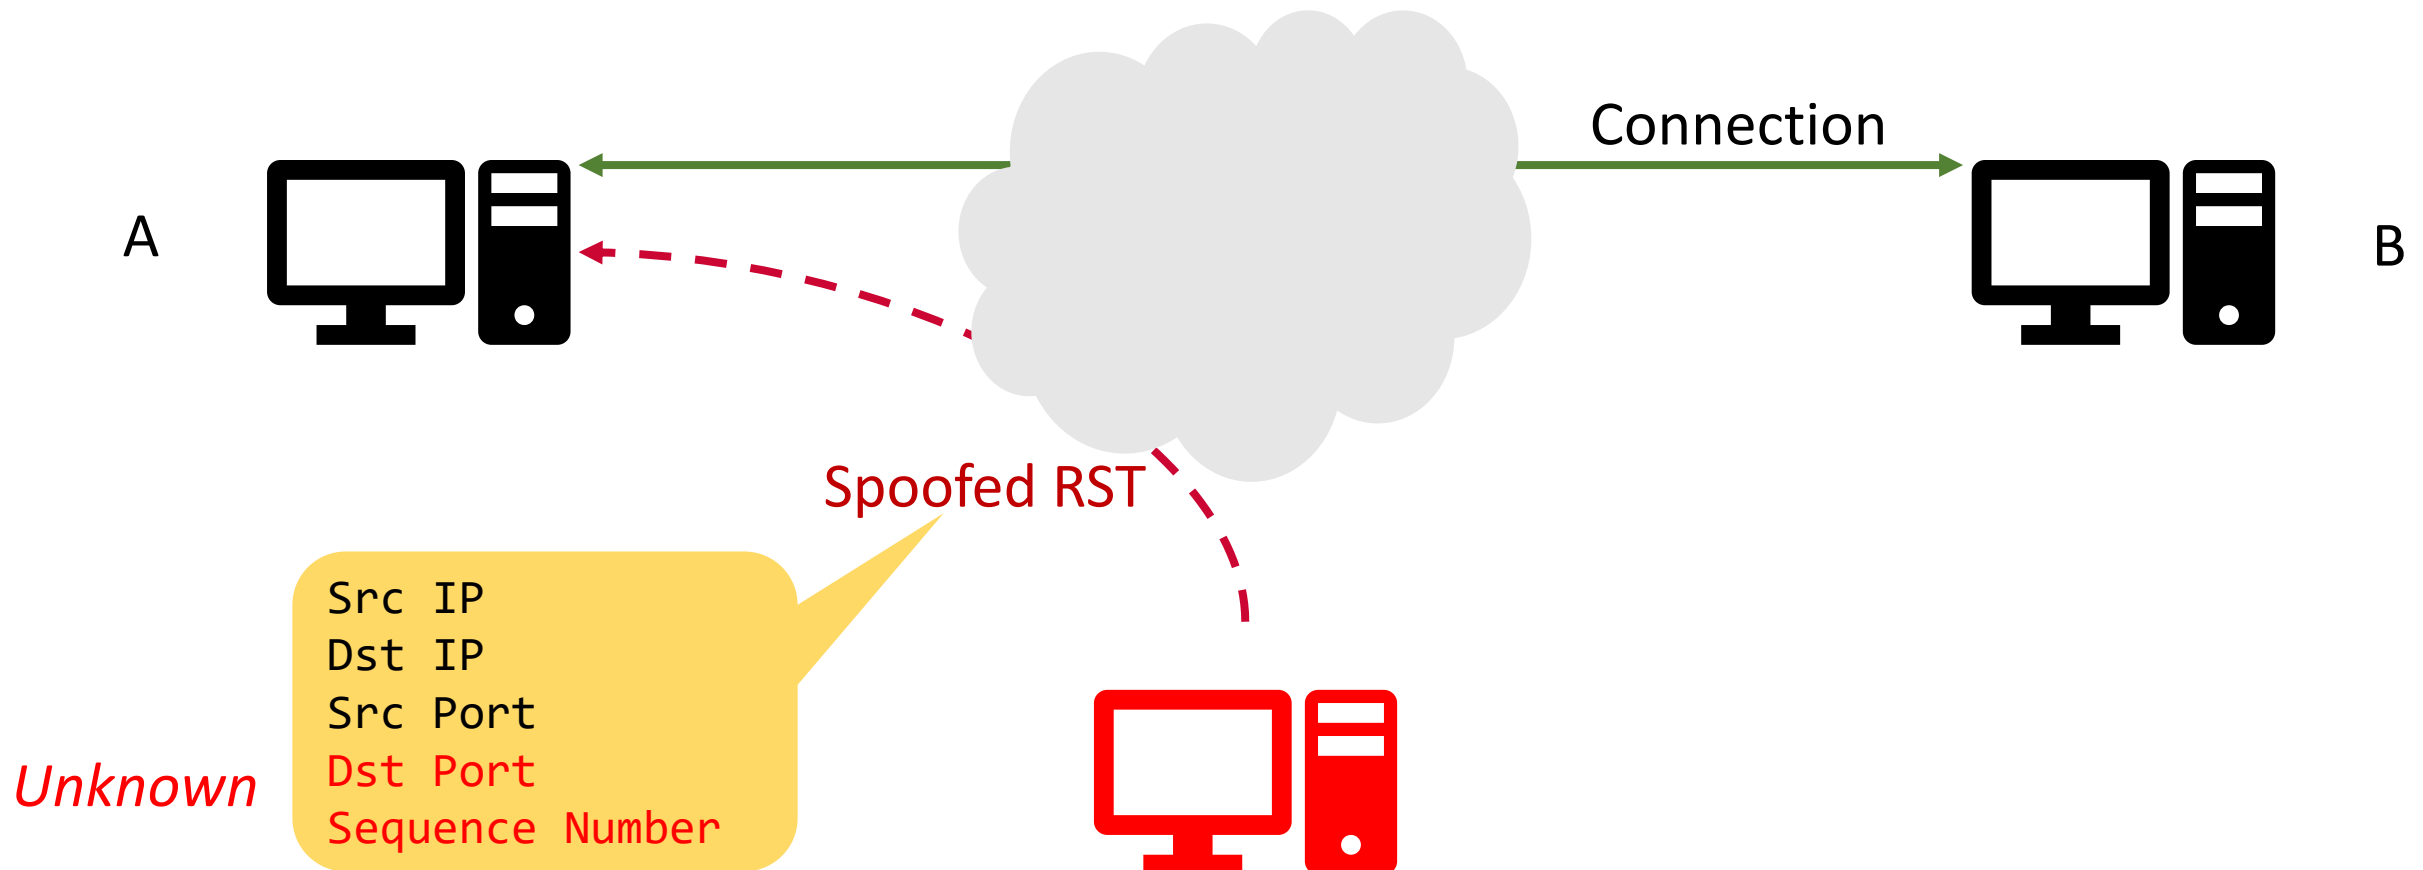 Connection
A
B
Spoofed RST
Src IP
Dst IP
Src Port
Dst Port
Sequence Number
Unknown